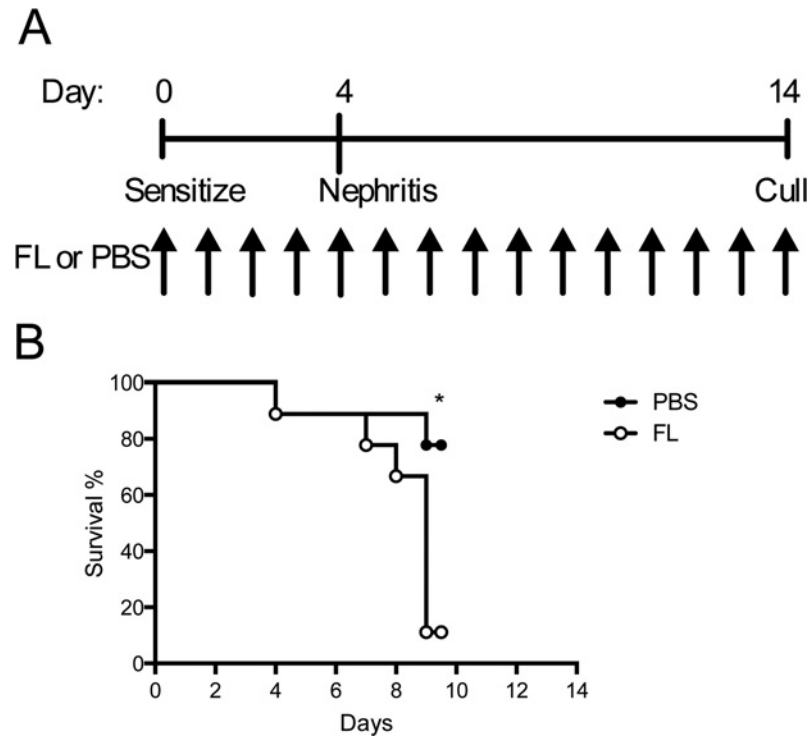 A
Day: 0 4 14
Sensitize Nephritis Cull
FL or PBS
B
100
80
60
40
20
0
Survival %
*
PBS
FL
0 2 4 6 8 10 12 14
Days